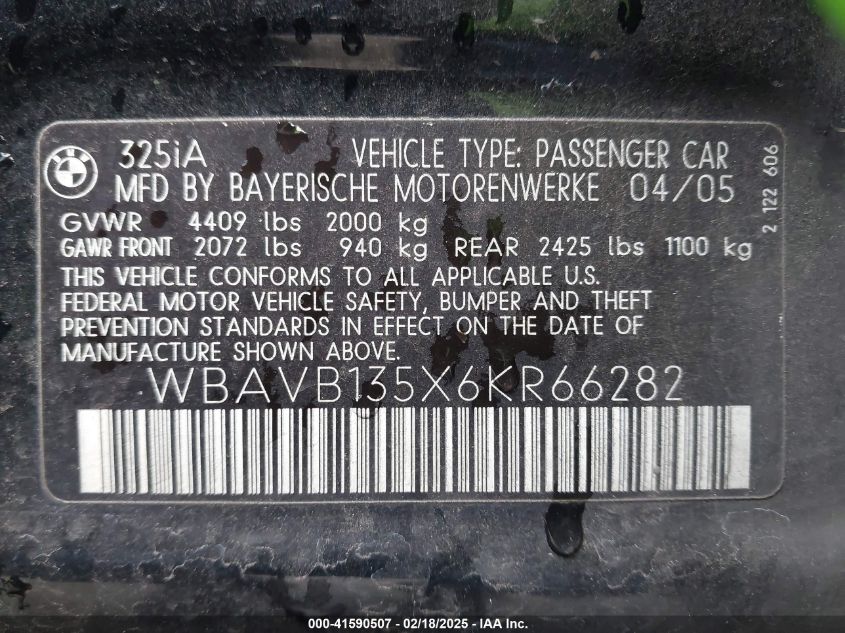 BMW
325iA VEHICLE TYPE: PASSENGER CAR
MFD BY BAYERISCHE MOTORENWERKE 04/05
GVWR 4409 lbs 2000 kg
GAWR FRONT 2072 lbs 940 kg REAR 2425 lbs 1100 kg
THIS VEHICLE CONFORMS TO ALL APPLICABLE U.S.
FEDERAL MOTOR VEHICLE SAFETY, BUMPER AND THEFT
PREVENTION STANDARDS IN EFFECT ON THE DATE OF
MANUFACTURE SHOWN ABOVE.
WBAVB135X6KR66282
2 122 606
000-41590507 - 02/18/2025 - IAA Inc.